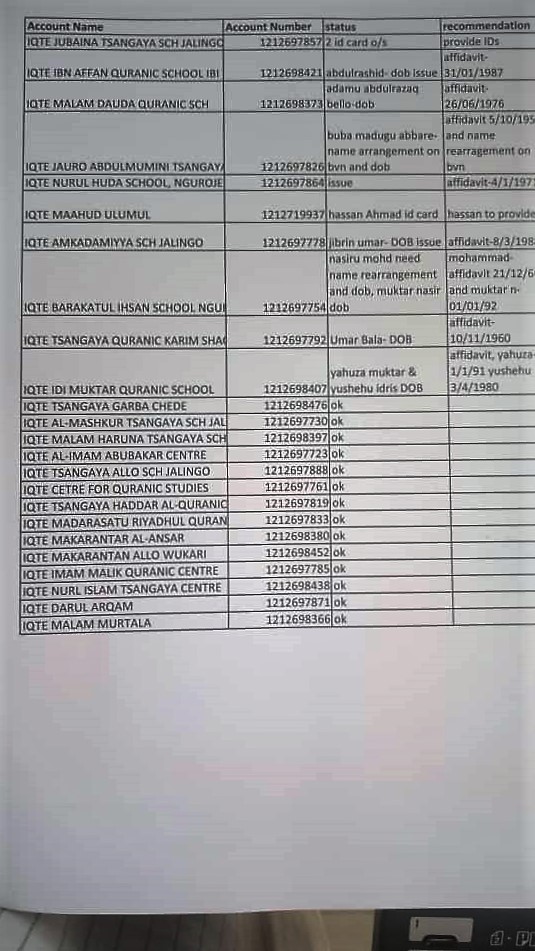 Account Name Account Number status recommendation
IQTE JUBAINA TSANGAYA SCH JALINGO 1212697857 2 id card o/s provide IDs
affidavit-
IQTE IBN AFFAN QURANIC SCHOOL IBI 1212698421 abdulrashid- dob issue 31/01/1987
adamu abdulrazaq affidavit-
IQTE MALAM DAUDA QURANIC SCH 1212698373 bello-dob 26/06/1976
affidavit 5/10/195
buba madugu abbare- and name
name arrangement on rearragement on
IQTE JAURO ABDULMUMINI TSANGAYA 1212697826 bvn and dob bvn
IQTE NURUL HUDA SCHOOL, NGUROJE 1212697864 issue affidavit-4/1/197
IQTE MAAHUD ULUMUL 1212719937 hassan Ahmad id card hassan to provide
IQTE AMKADAMIYYA SCH JALINGO 1212697778 jibrin umar- DOB issue affidavit-8/3/198
nasiru mohd need mohammad-
name rearrangement affidavit 21/12/6
and dob, muktar nasir and muktar n-
IQTE BARAKATUL IHSAN SCHOOL NGU 1212697754 dob 01/01/92
affidavit-
IQTE TSANGAYA QURANIC KARIM SHA 1212697792 Umar Bala- DOB 10/11/1960
affidavit, yahuza-
yahuza muktar & 1/1/91 yushehu
IQTE IDI MUKTAR QURANIC SCHOOL 1212698407 yushehu idris DOB 3/4/1980
IQTE TSANGAYA GARBA CHEDE 1212698476 ok
IQTE AL-MASHKUR TSANGAYA SCH JAL 1212697730 ok
IQTE MALAM HARUNA TSANGAYA SCH 1212698397 ok
IQTE AL-IMAM ABUBAKAR CENTRE 1212697723 ok
IQTE TSANGAYA ALLO SCH JALINGO 1212697888 ok
IQTE CETRE FOR QURANIC STUDIES 1212697761 ok
IQTE TSANGAYA HADDAR AL-QURANIC 1212697819 ok
IQTE MADARASATU RIYADHUL QURAN 1212697833 ok
IQTE MAKARANTAR AL-ANSAR 1212698380 ok
IQTE MAKARANTAN ALLO WUKARI 1212698452 ok
IQTE IMAM MALIK QURANIC CENTRE 1212697785 ok
IQTE NURL ISLAM TSANGAYA CENTRE 1212698438 ok
IQTE DARUL ARQAM 1212697871 ok
IQTE MALAM MURTALA 1212698366 ok